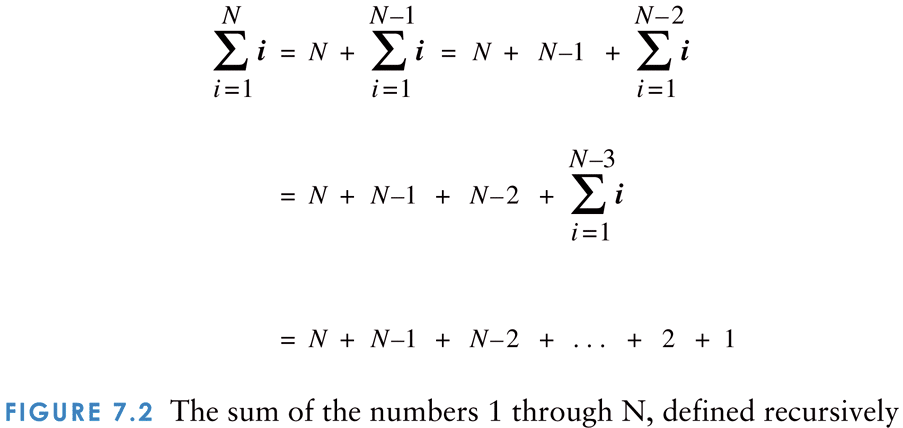 N N–1 N–2
∑ i = N + ∑ i = N + N–1 + ∑ i
i=1 i=1 i=1
N–3
= N + N–1 + N–2 + ∑ i
i=1
= N + N–1 + N–2 + ... + 2 + 1
FIGURE 7.2 The sum of the numbers 1 through N, defined recursively